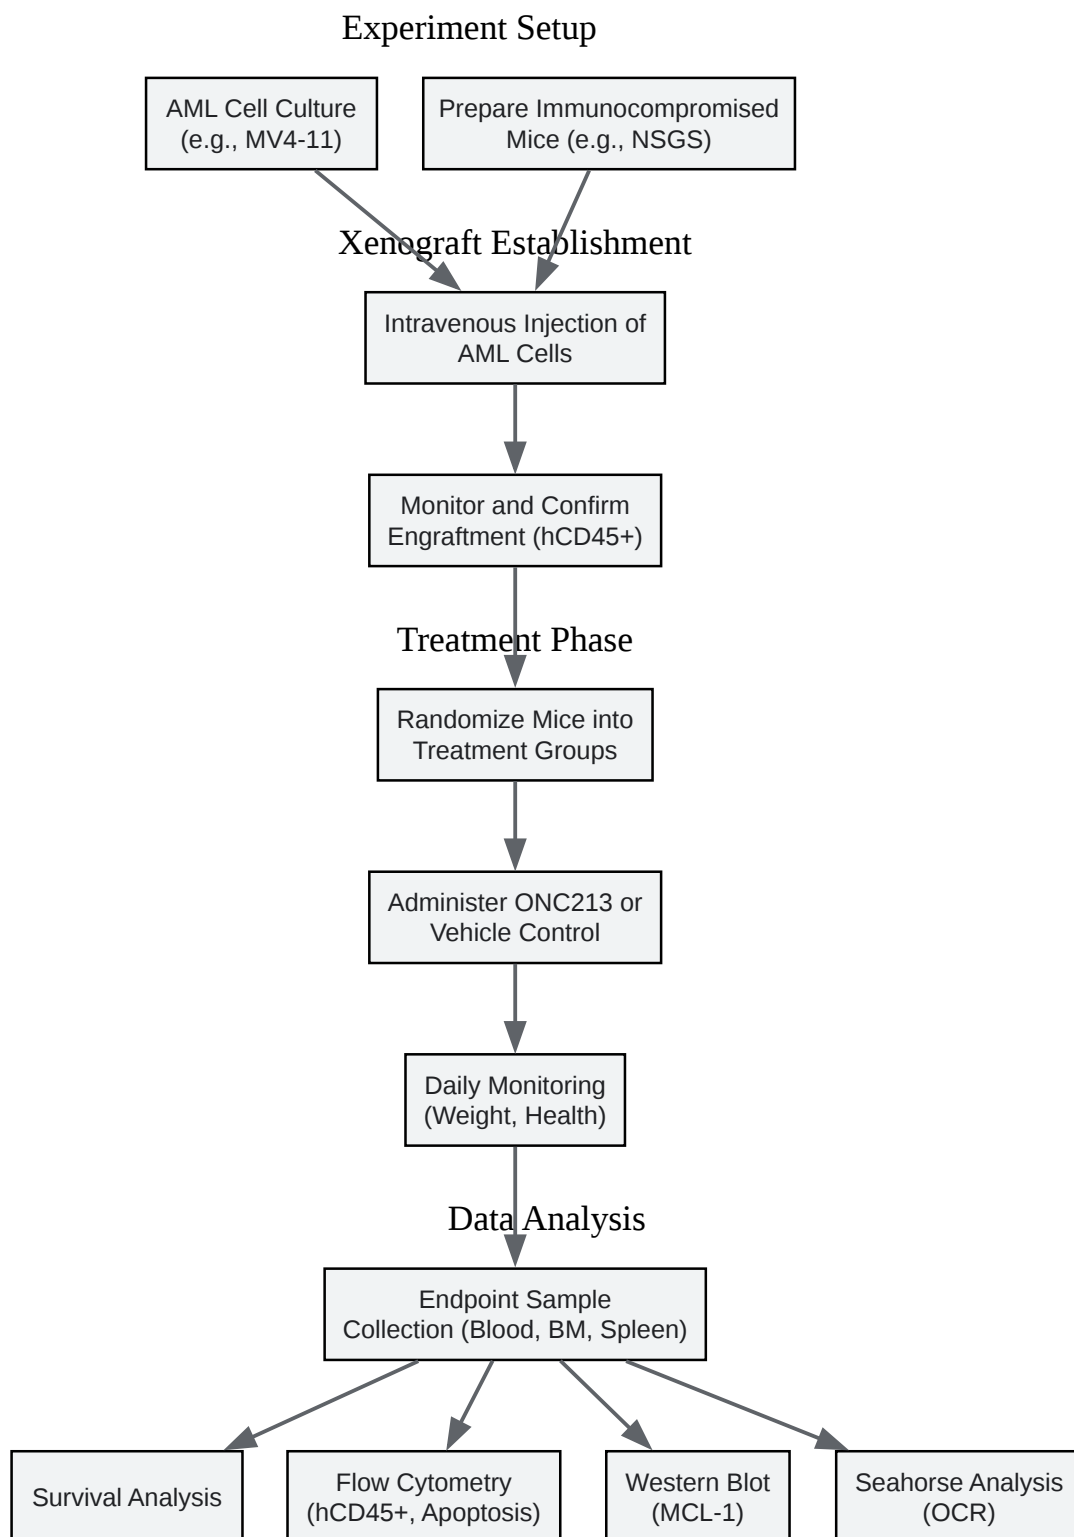 Experiment Setup
AML Cell Culture
(e.g., MV4-11)
Prepare Immunocompromised
Mice (e.g., NSGS)
Xenograft Establishment
Intravenous Injection of
AML Cells
Monitor and Confirm
Engraftment (hCD45+)
Treatment Phase
Randomize Mice into
Treatment Groups
Administer ONC213 or
Vehicle Control
Daily Monitoring
(Weight, Health)
Data Analysis
Endpoint Sample
Collection (Blood, BM, Spleen)
Survival Analysis
Flow Cytometry
(hCD45+, Apoptosis)
Western Blot
(MCL-1)
Seahorse Analysis
(OCR)